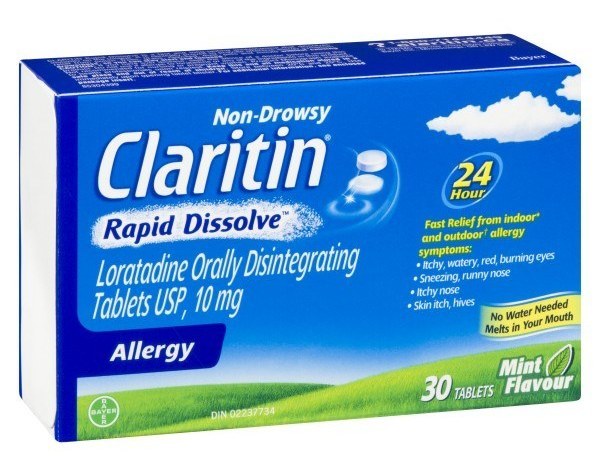 Bayer
Non-Drowsy
Claritin®
Rapid Dissolve™
Loratadine Orally Disintegrating
Tablets USP, 10 mg
Allergy
24
Hour
Fast Relief from indoor*
and outdoor† allergy
symptoms:
• Itchy, watery, red, burning eyes
• Sneezing, runny nose
• Itchy nose
• Skin itch, hives
No Water Needed
Melts in Your Mouth
Mint
Flavour
30 TABLETS
BAYER
DIN 02237734